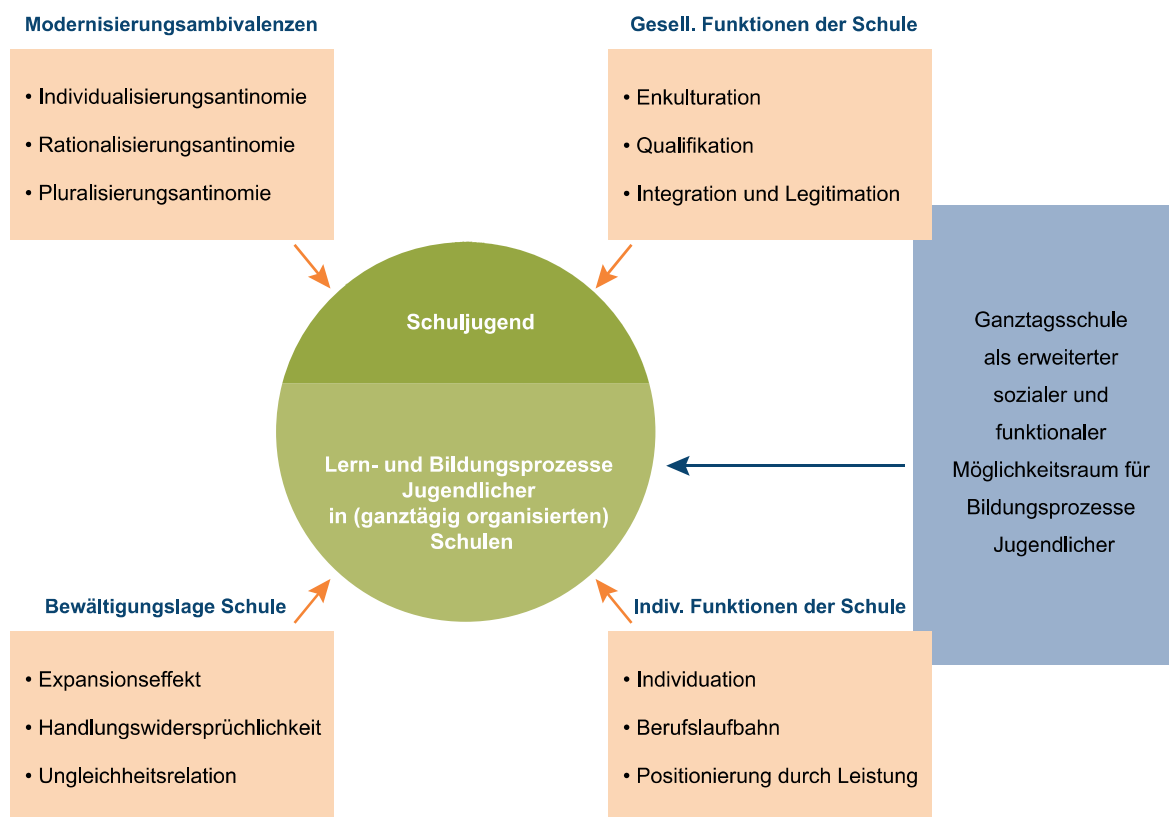 Modernisierungsambivalenzen
• Individualisierungsantinomie
• Rationalisierungsantinomie
• Pluralisierungsantinomie
Gesell. Funktionen der Schule
• Enkulturation
• Qualifikation
• Integration und Legitimation
Schuljugend
Lern- und Bildungsprozesse
Jugendlicher
in (ganztägig organisierten)
Schulen
Ganztagsschule
als erweiterter
sozialer und
funktionaler
Möglichkeitsraum für
Bildungsprozesse
Jugendlicher
Bewältigungslage Schule
• Expansionseffekt
• Handlungswidersprüchlichkeit
• Ungleichheitsrelation
Indiv. Funktionen der Schule
• Individuation
• Berufslaufbahn
• Positionierung durch Leistung